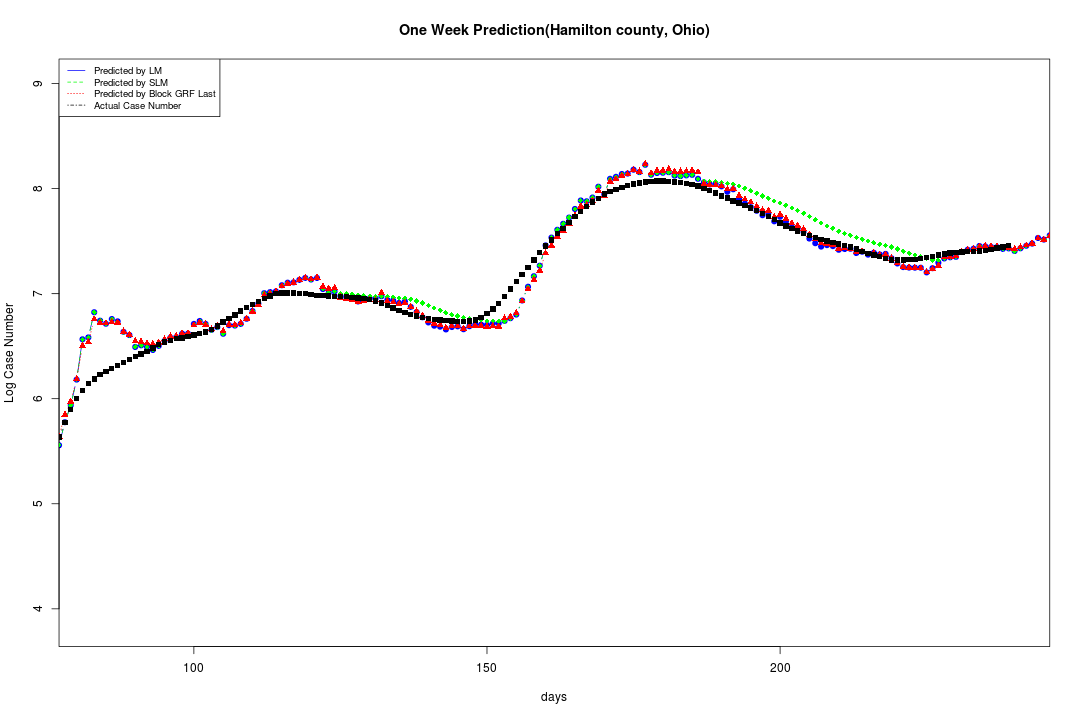 One Week Prediction(Hamilton county, Ohio)
Predicted by LM
Predicted by SLM
Predicted by Block GRF Last
Actual Case Number
9
8
7
6
5
4
Log Case Number
100 150 200
days